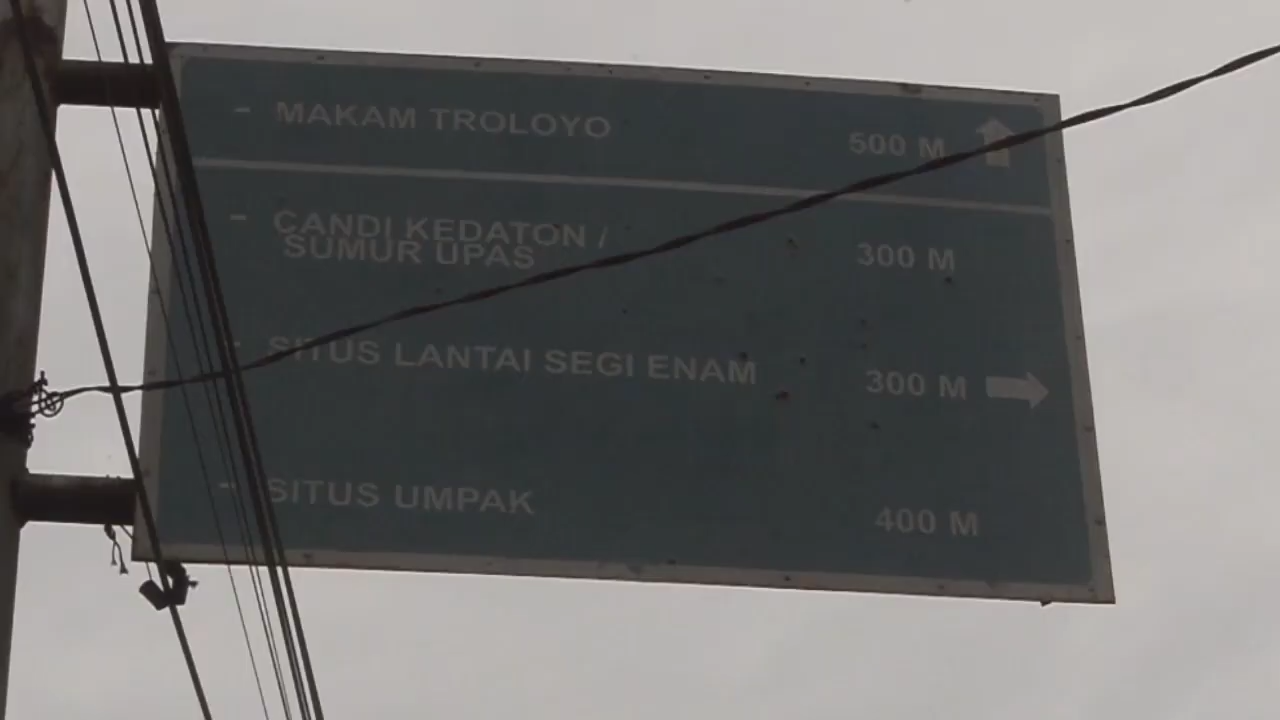 - MAKAM TROLOYO 500 M
- CANDI KEDATON /
SUMUR UPAS 300 M
- SITUS LANTAI SEGI ENAM 300 M
- SITUS UMPAK 400 M